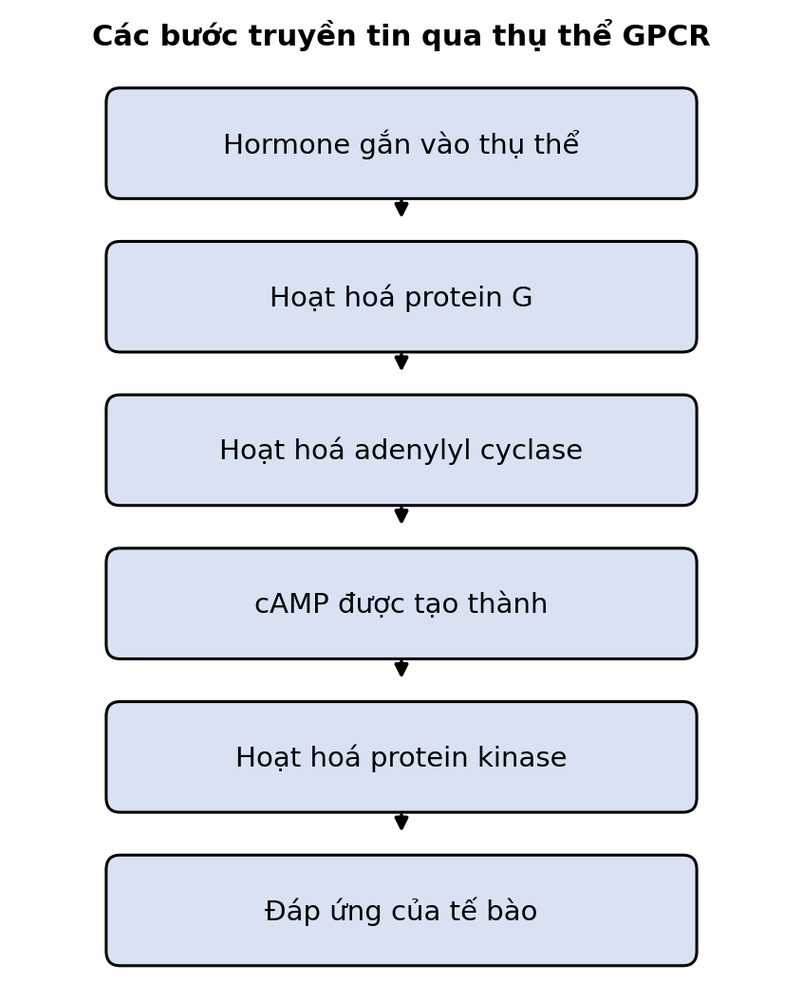 Các bước truyền tin qua thụ thể GPCR
Hormone gắn vào thụ thể
Hoạt hoá protein G
Hoạt hoá adenylyl cyclase
cAMP được tạo thành
Hoạt hoá protein kinase
Đáp ứng của tế bào